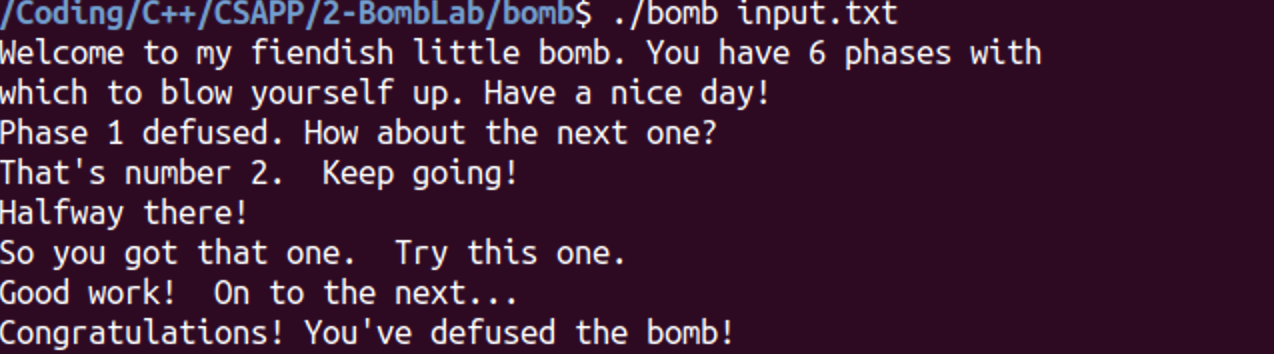 /Coding/C++/CSAPP/2-BombLab/bomb$ ./bomb input.txt
Welcome to my fiendish little bomb. You have 6 phases with
which to blow yourself up. Have a nice day!
Phase 1 defused. How about the next one?
That's number 2.  Keep going!
Halfway there!
So you got that one.  Try this one.
Good work!  On to the next...
Congratulations! You've defused the bomb!